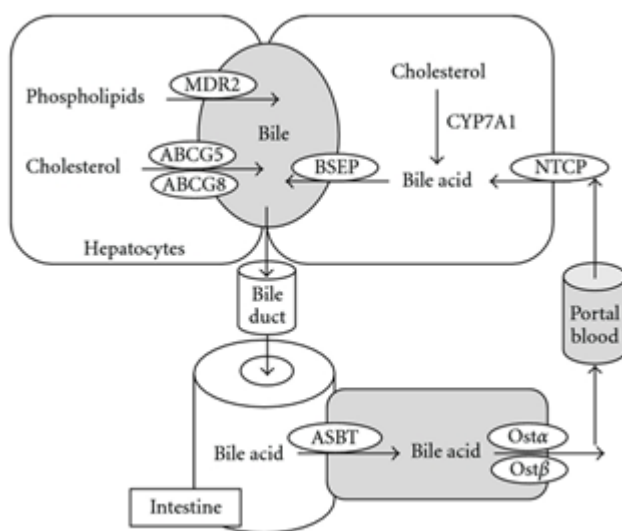 MDR2
Phospholipids
Bile
Cholesterol
ABCG5
ABCG8
Hepatocytes
Cholesterol
CYP7A1
BSEP
Bile acid
NTCP
Bile
duct
Portal
blood
Bile acid
ASBT
Bile acid
Ostα
Ostβ
Intestine